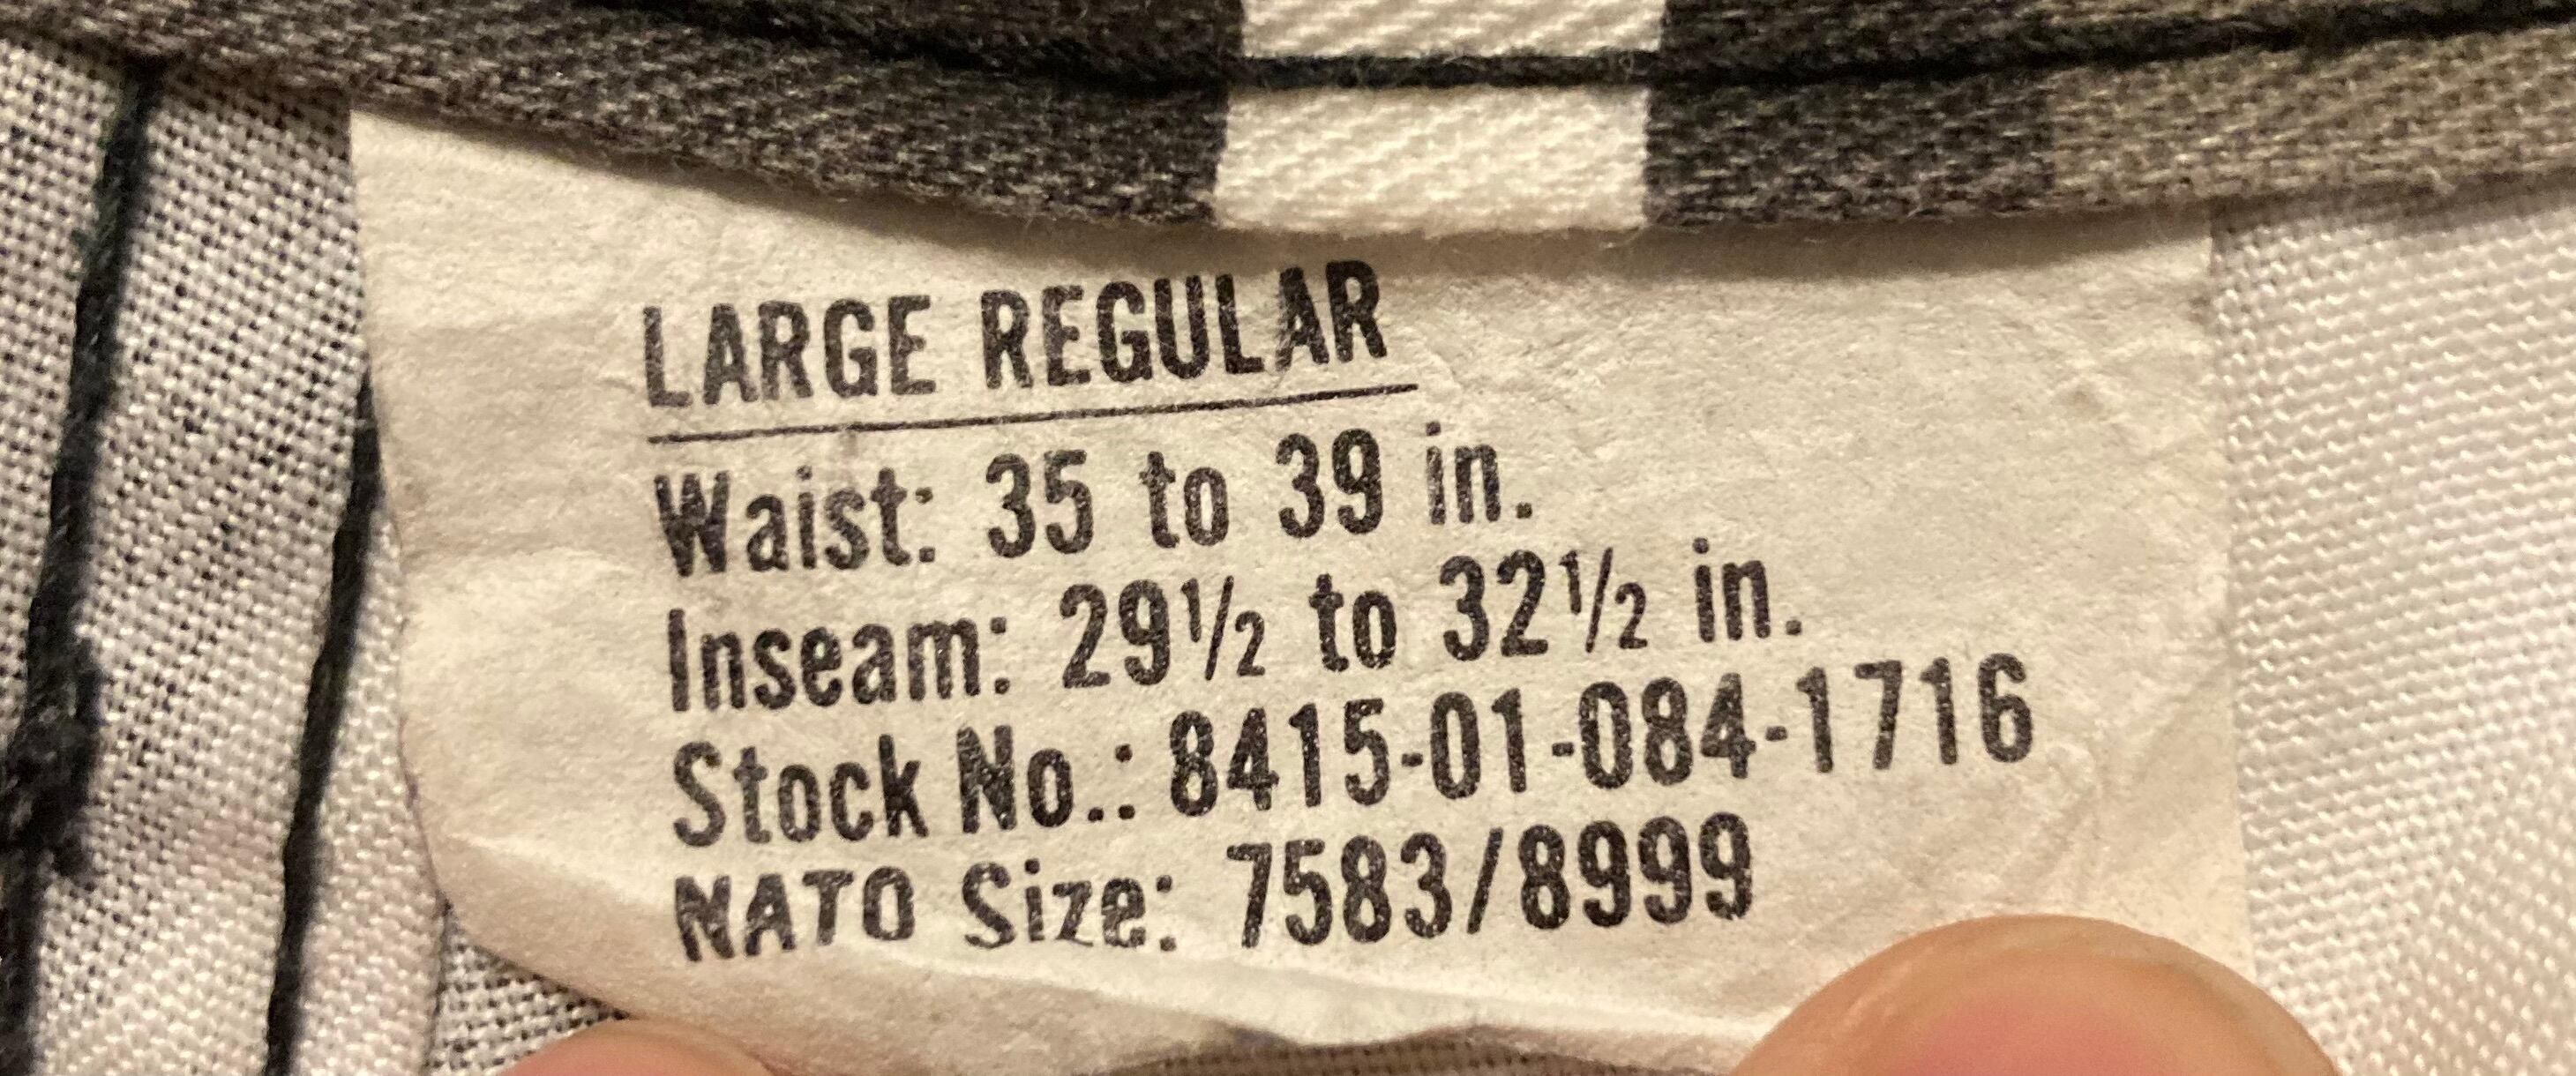 LARGE REGULAR
Waist: 35 to 39 in.
Inseam: 29½ to 32½ in.
Stock No.: 8415-01-084-1716
NATO Size: 7583/8999